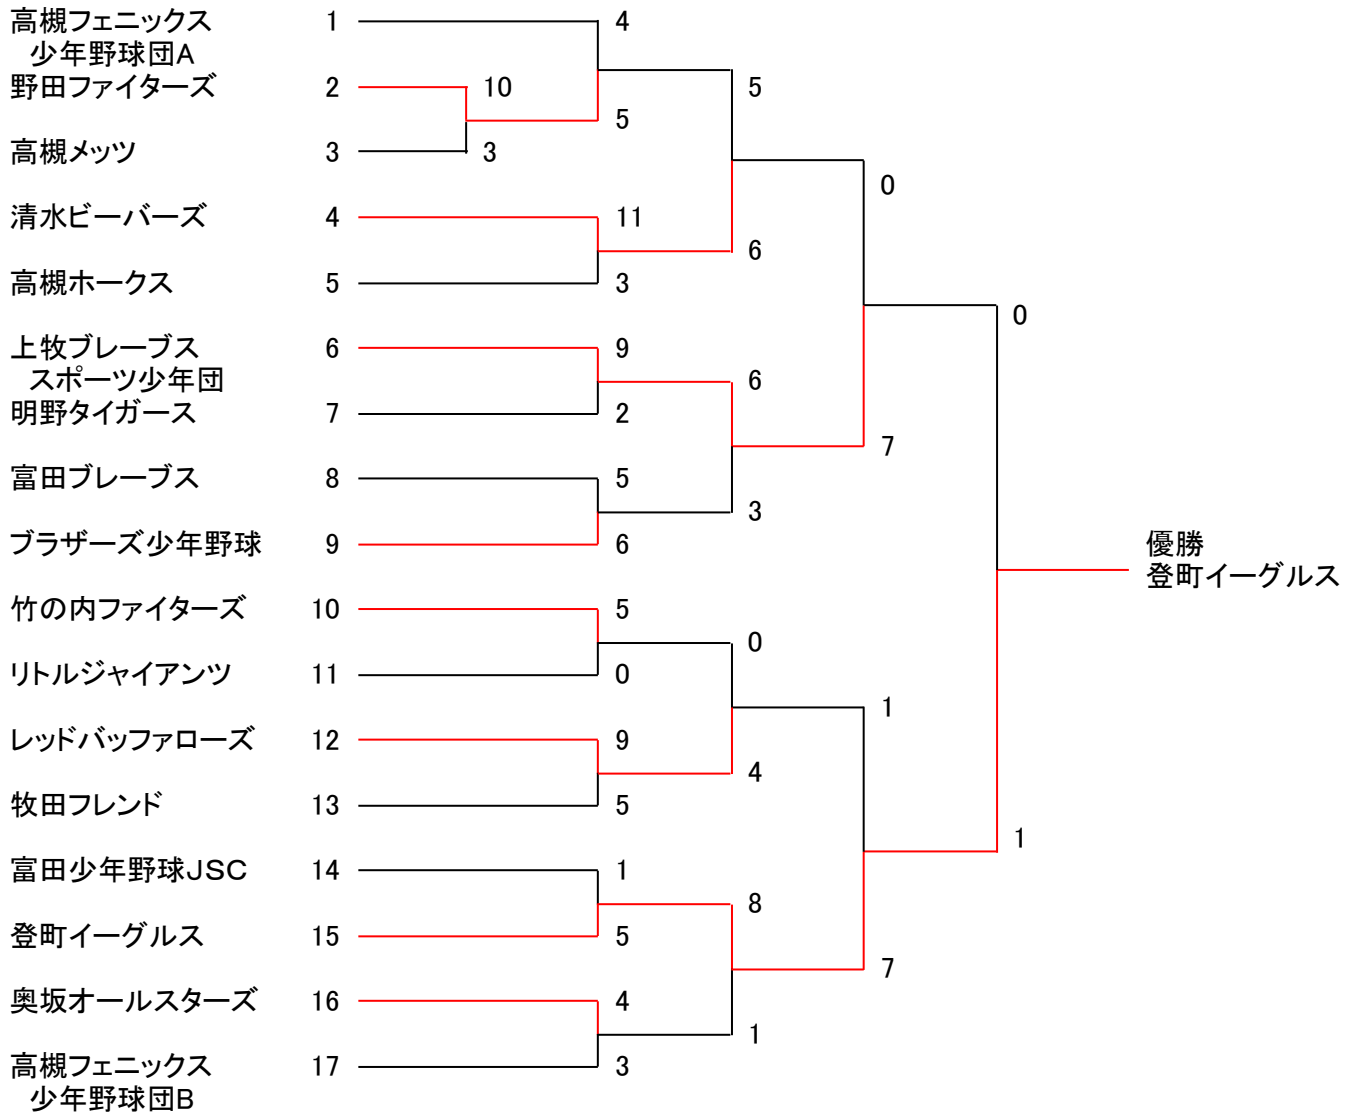 高槻フェニックス 1 4
少年野球団A
野田ファイターズ 2 10 5
5
高槻メッツ 3 3
0
清水ビーバーズ 4 11
6
高槻ホークス 5 3
0
上牧ブレーブス 6 9
スポーツ少年団 6
明野タイガース 7 2
7
富田ブレーブス 8 5
3
ブラザーズ少年野球 9 6
優勝
登町イーグルス
竹の内ファイターズ 10 5
0
リトルジャイアンツ 11 0
1
レッドバッファローズ 12 9
4
牧田フレンド 13 5
1
富田少年野球JSC 14 1
8
登町イーグルス 15 5
7
奥坂オールスターズ 16 4
1
高槻フェニックス 17 3
少年野球団B